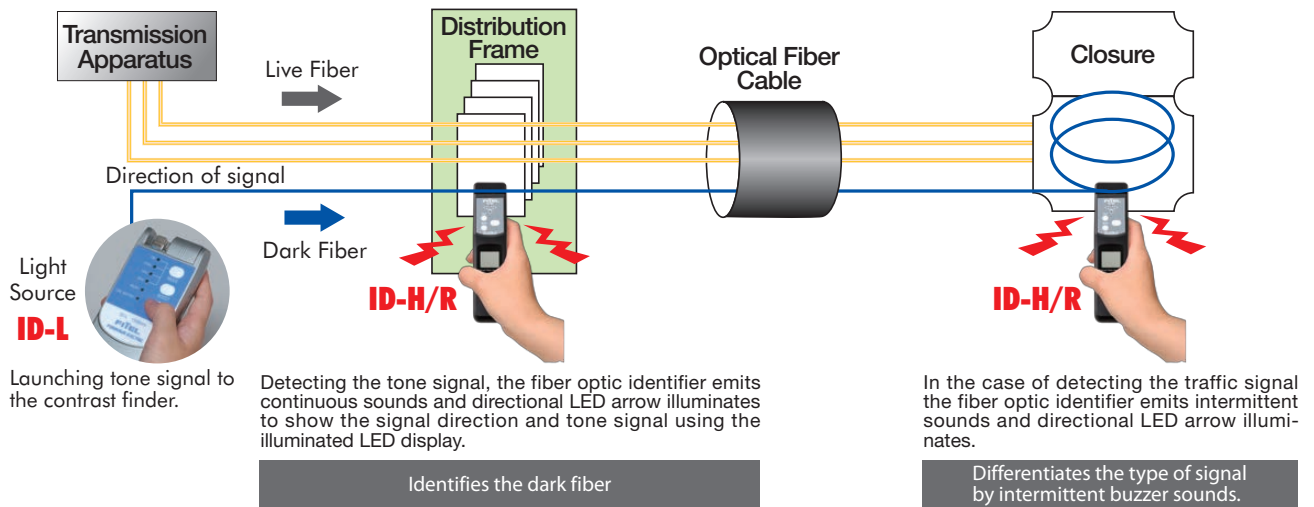 Transmission
Apparatus
Live Fiber
Distribution
Frame
Optical Fiber
Cable
Closure
Direction of signal
Dark Fiber
Light
Source
ID-L
FITEL
ID-H/R
ID-H/R
Launching tone signal to
the contrast finder.
Detecting the tone signal, the fiber optic identifier emits
continuous sounds and directional LED arrow illuminates
to show the signal direction and tone signal using the
illuminated LED display.
Identifies the dark fiber
In the case of detecting the traffic signal
the fiber optic identifier emits intermittent
sounds and directional LED arrow illumi-
nates.
Differentiates the type of signal
by intermittent buzzer sounds.